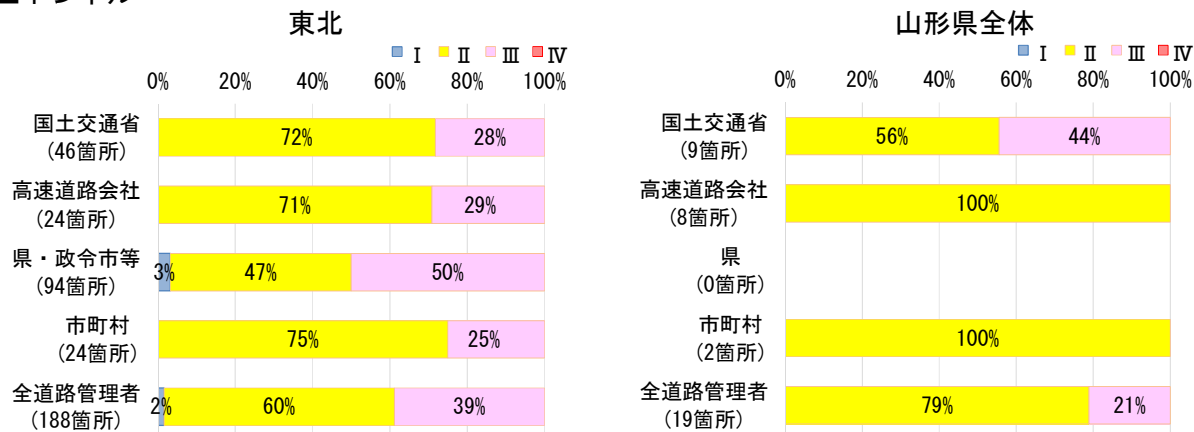 東北
Ⅰ Ⅱ Ⅲ Ⅳ
0% 20% 40% 60% 80% 100%
国土交通省
(46箇所)
72% 28%
高速道路会社
(24箇所)
71% 29%
県・政令市等
(94箇所)
3% 47% 50%
市町村
(24箇所)
75% 25%
全道路管理者
(188箇所)
2% 60% 39%
山形県全体
Ⅰ Ⅱ Ⅲ Ⅳ
0% 20% 40% 60% 80% 100%
国土交通省
(9箇所)
56% 44%
高速道路会社
(8箇所)
100%
県
(0箇所)
市町村
(2箇所)
100%
全道路管理者
(19箇所)
79% 21%